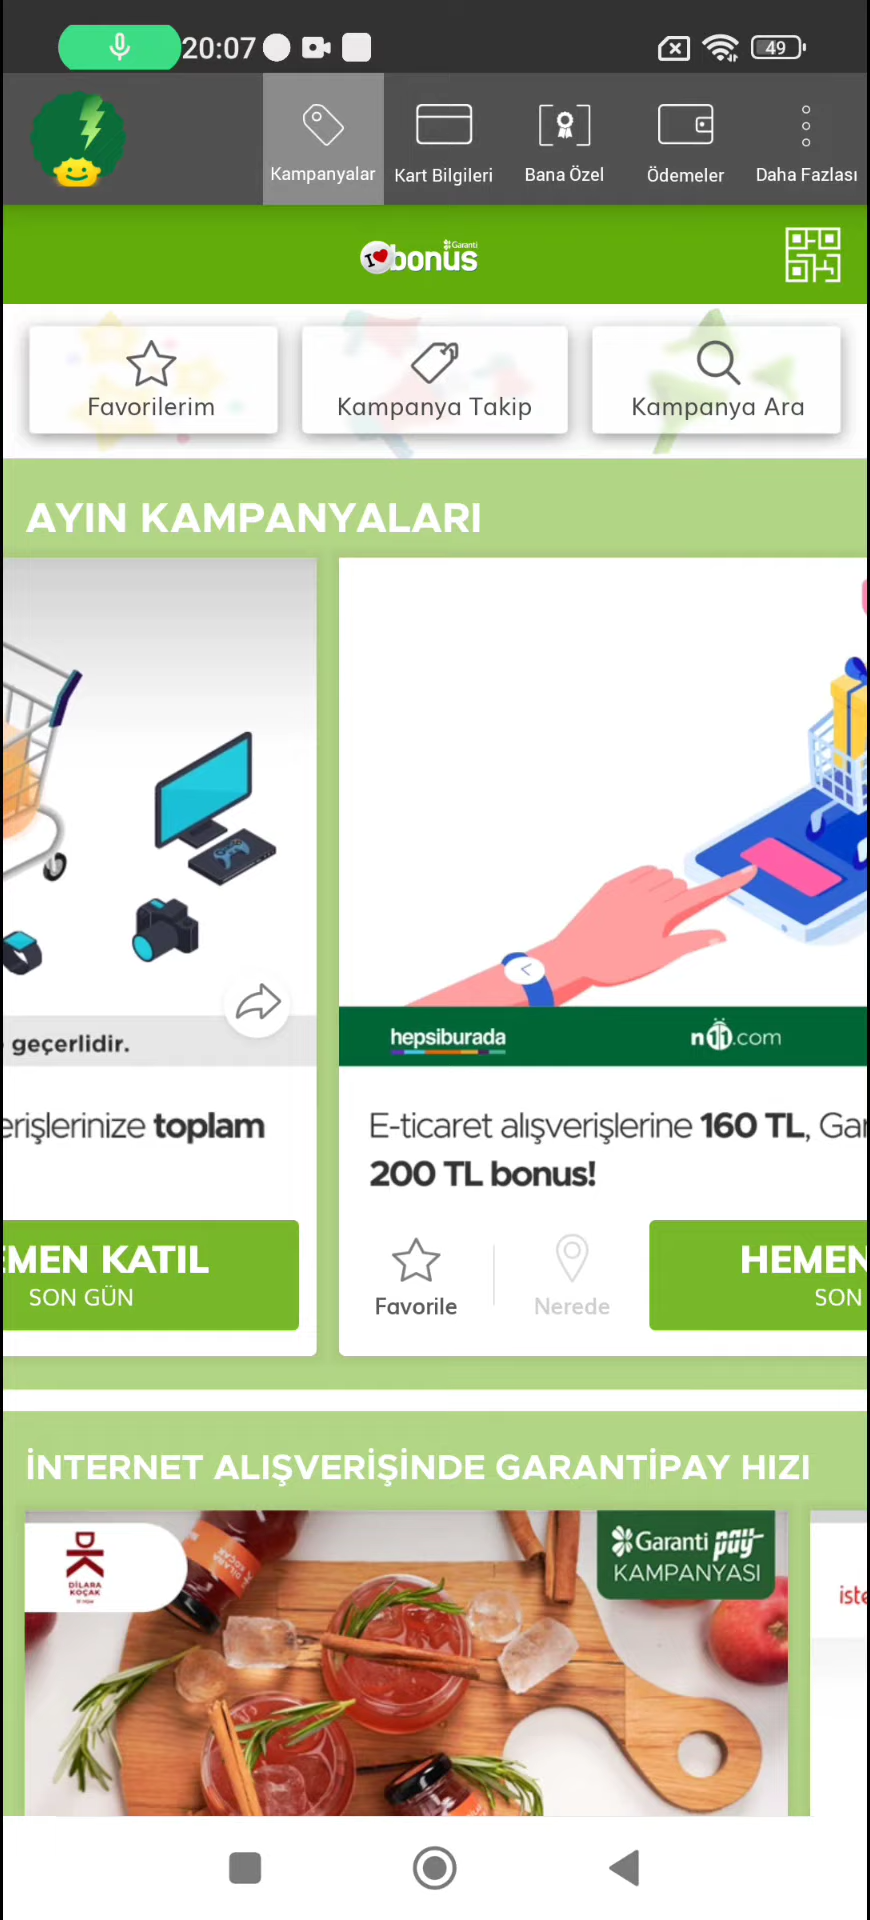 20:07
49
Kampanyalar
Kart Bilgileri
Bana Özel
Ödemeler
Daha Fazlası
I
Garanti
bonus
Favorilerim
Kampanya Takip
Kampanya Ara
AYIN KAMPANYALARI
geçerlidir.
hepsiburada
n11.com
erişlerinize toplam
E-ticaret alışverişlerine 160 TL, Gar
200 TL bonus!
EMEN KATIL
SON GÜN
Favorile
Nerede
HEMEN
SON
İNTERNET ALIŞVERİŞİNDE GARANTİPAY HIZI
DK
DİLARA
KOÇAK
Garanti pay
KAMPANYASI
iste